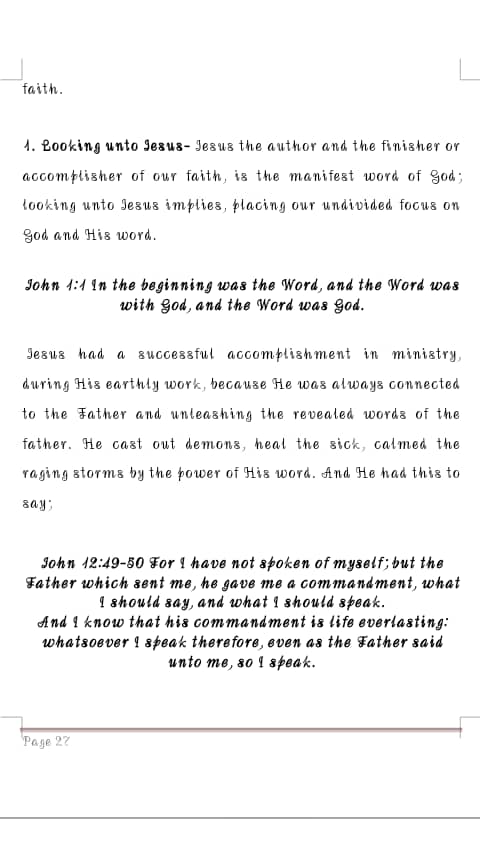 faith.
1. Looking unto Jesus- Jesus the author and the finisher or
accomplisher of our faith, is the manifest word of God;
looking unto Jesus implies, placing our undivided focus on
God and His word.
John 1:1 In the beginning was the Word, and the Word was
with God, and the Word was God.
Jesus had a successful accomplishment in ministry,
during His earthly work, because He was always connected
to the Father and unleashing the revealed words of the
father. He cast out demons, heal the sick, calmed the
raging storms by the power of His word. And He had this to
say;
John 12:49-50 For I have not spoken of myself; but the
Father which sent me, he gave me a commandment, what
I should say, and what I should speak.
And I know that his commandment is life everlasting:
whatsoever I speak therefore, even as the Father said
unto me, so I speak.
Page 27